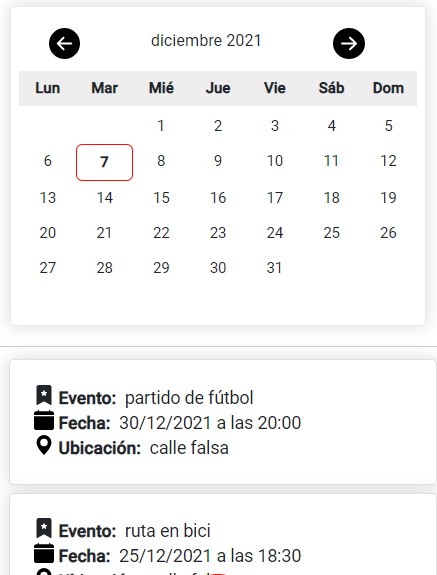 diciembre 2021
Lun Mar Mié Jue Vie Sáb Dom
1 2 3 4 5
6 7 8 9 10 11 12
13 14 15 16 17 18 19
20 21 22 23 24 25 26
27 28 29 30 31
Evento: partido de fútbol
Fecha: 30/12/2021 a las 20:00
Ubicación: calle falsa
Evento: ruta en bici
Fecha: 25/12/2021 a las 18:30